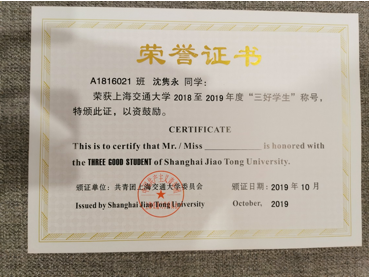 荣誉证书
A1816021 班 沈隽永 同学：
荣获上海交通大学 2018 至 2019 年度“三好学生”称号，
特颁此证，以资鼓励。
CERTIFICATE
This is to certify that Mr. / Miss ____________ is honored with
the THREE GOOD STUDENT of Shanghai Jiao Tong University.
颁证单位：共青团上海交通大学委员会 颁证日期：2019 年 10 月
Issued by Shanghai Jiao Tong University October, 2019